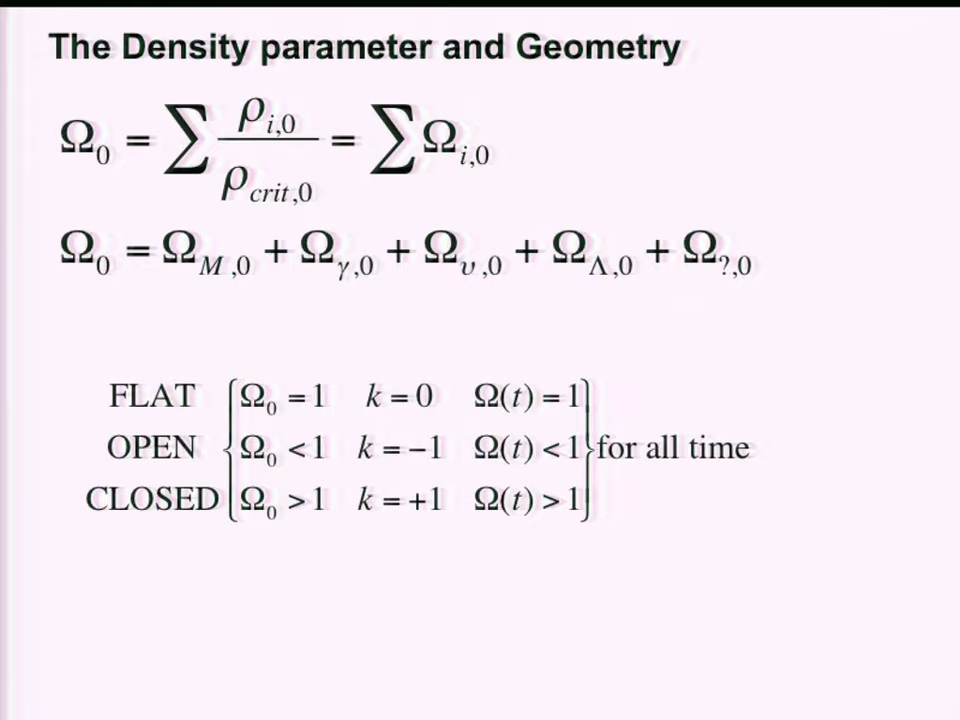 The Density parameter and Geometry
Ω₀ = ∑ ρ_{i,0} / ρ_{crit,0} = ∑ Ω_{i,0}
Ω₀ = Ω_{M,0} + Ω_{γ,0} + Ω_{υ,0} + Ω_{Λ,0} + Ω_{?,0}
FLAT { Ω₀ = 1 k = 0 Ω(t) = 1 }
OPEN { Ω₀ < 1 k = −1 Ω(t) < 1 } for all time
CLOSED { Ω₀ > 1 k = +1 Ω(t) > 1 }